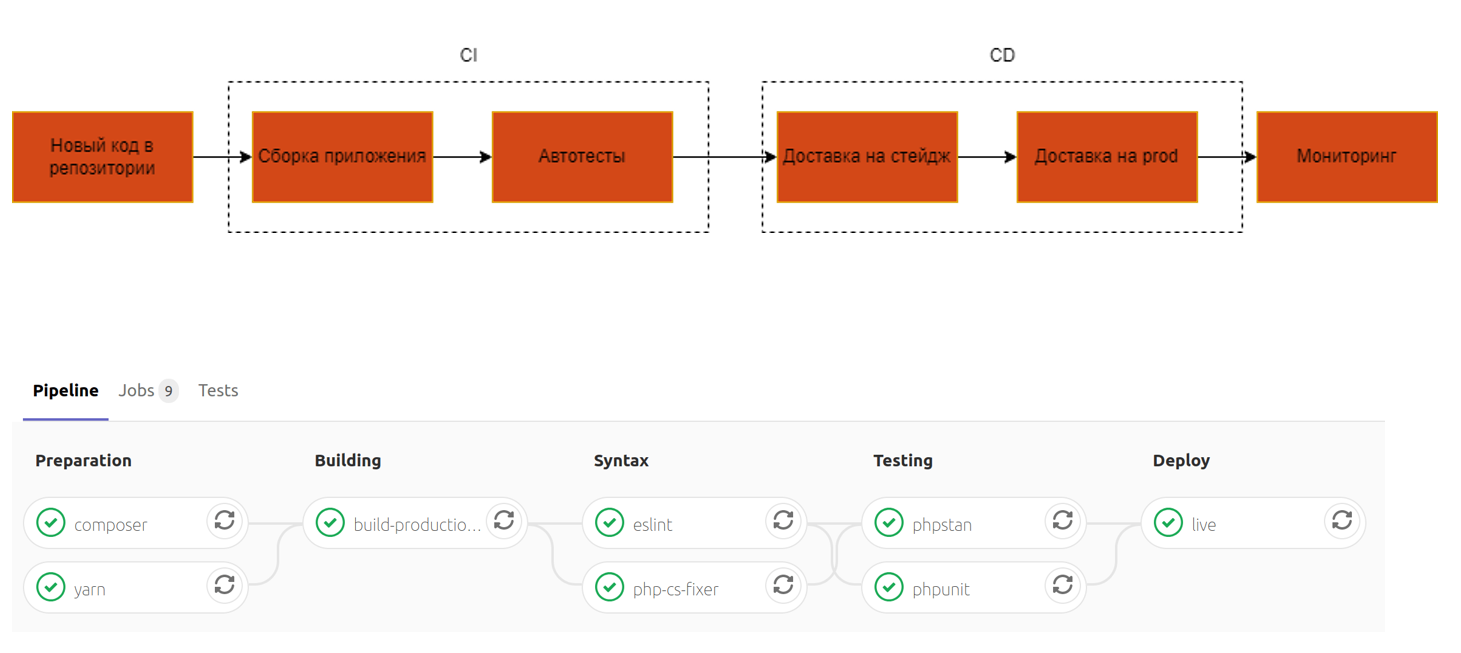 CI
CD
Новый код в
репозитории
Сборка приложения
Автотесты
Доставка на стейдж
Доставка на prod
Мониторинг
Pipeline
Jobs 9
Tests
Preparation
Building
Syntax
Testing
Deploy
composer
build-productio...
eslint
phpstan
live
yarn
php-cs-fixer
phpunit